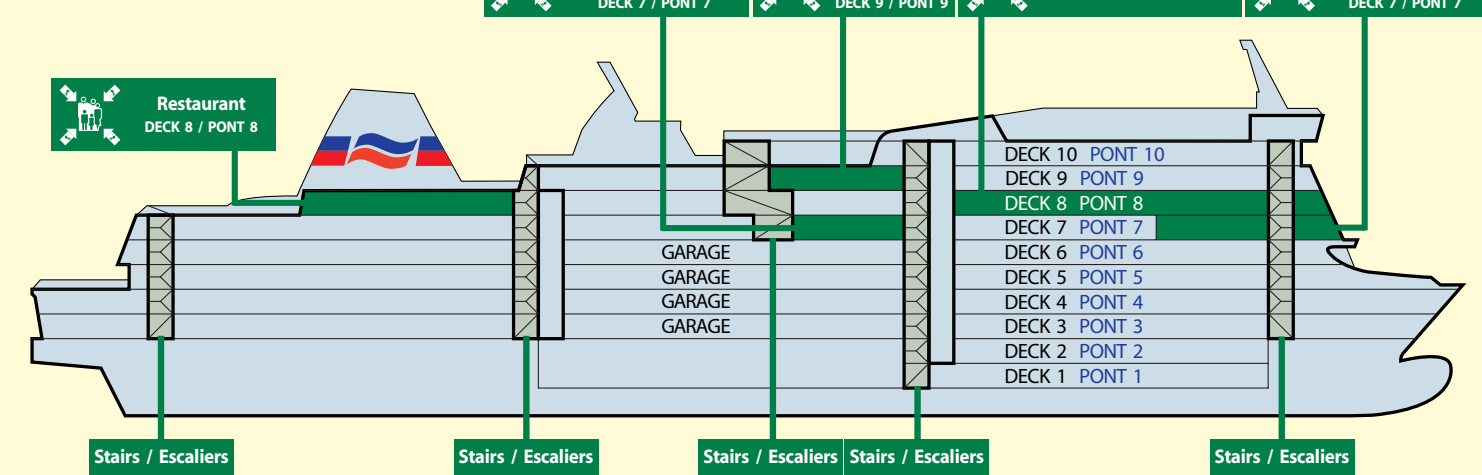 DECK 7 / PONT 7
DECK 9 / PONT 9
DECK 7 / PONT 7
Restaurant
DECK 8 / PONT 8
DECK 10 PONT 10
DECK 9 PONT 9
DECK 8 PONT 8
DECK 7 PONT 7
GARAGE DECK 6 PONT 6
GARAGE DECK 5 PONT 5
GARAGE DECK 4 PONT 4
GARAGE DECK 3 PONT 3
DECK 2 PONT 2
DECK 1 PONT 1
Stairs / Escaliers
Stairs / Escaliers
Stairs / Escaliers
Stairs / Escaliers
Stairs / Escaliers